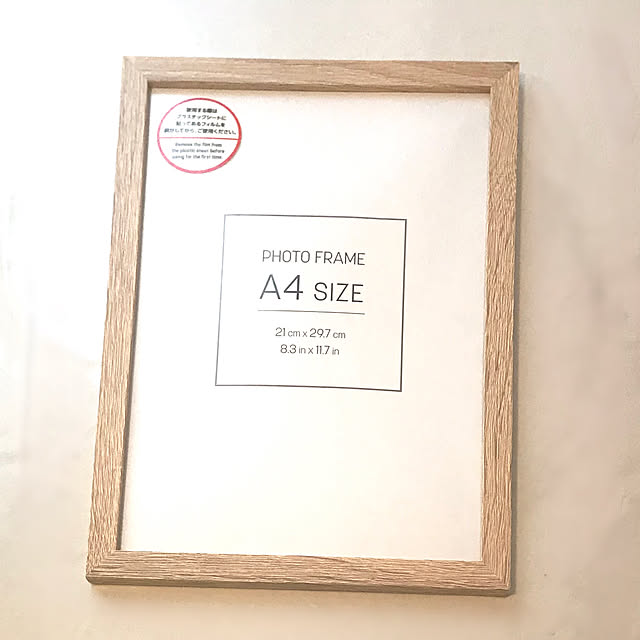 使用する際は
プラスチックシートに
貼ってあるフィルムを
剥がしてから、ご使用ください。
Remove the film from
the plastic sheet before
using for the first time.
PHOTO FRAME
A4 SIZE
21 cm x 29.7 cm
8.3 in x 11.7 in